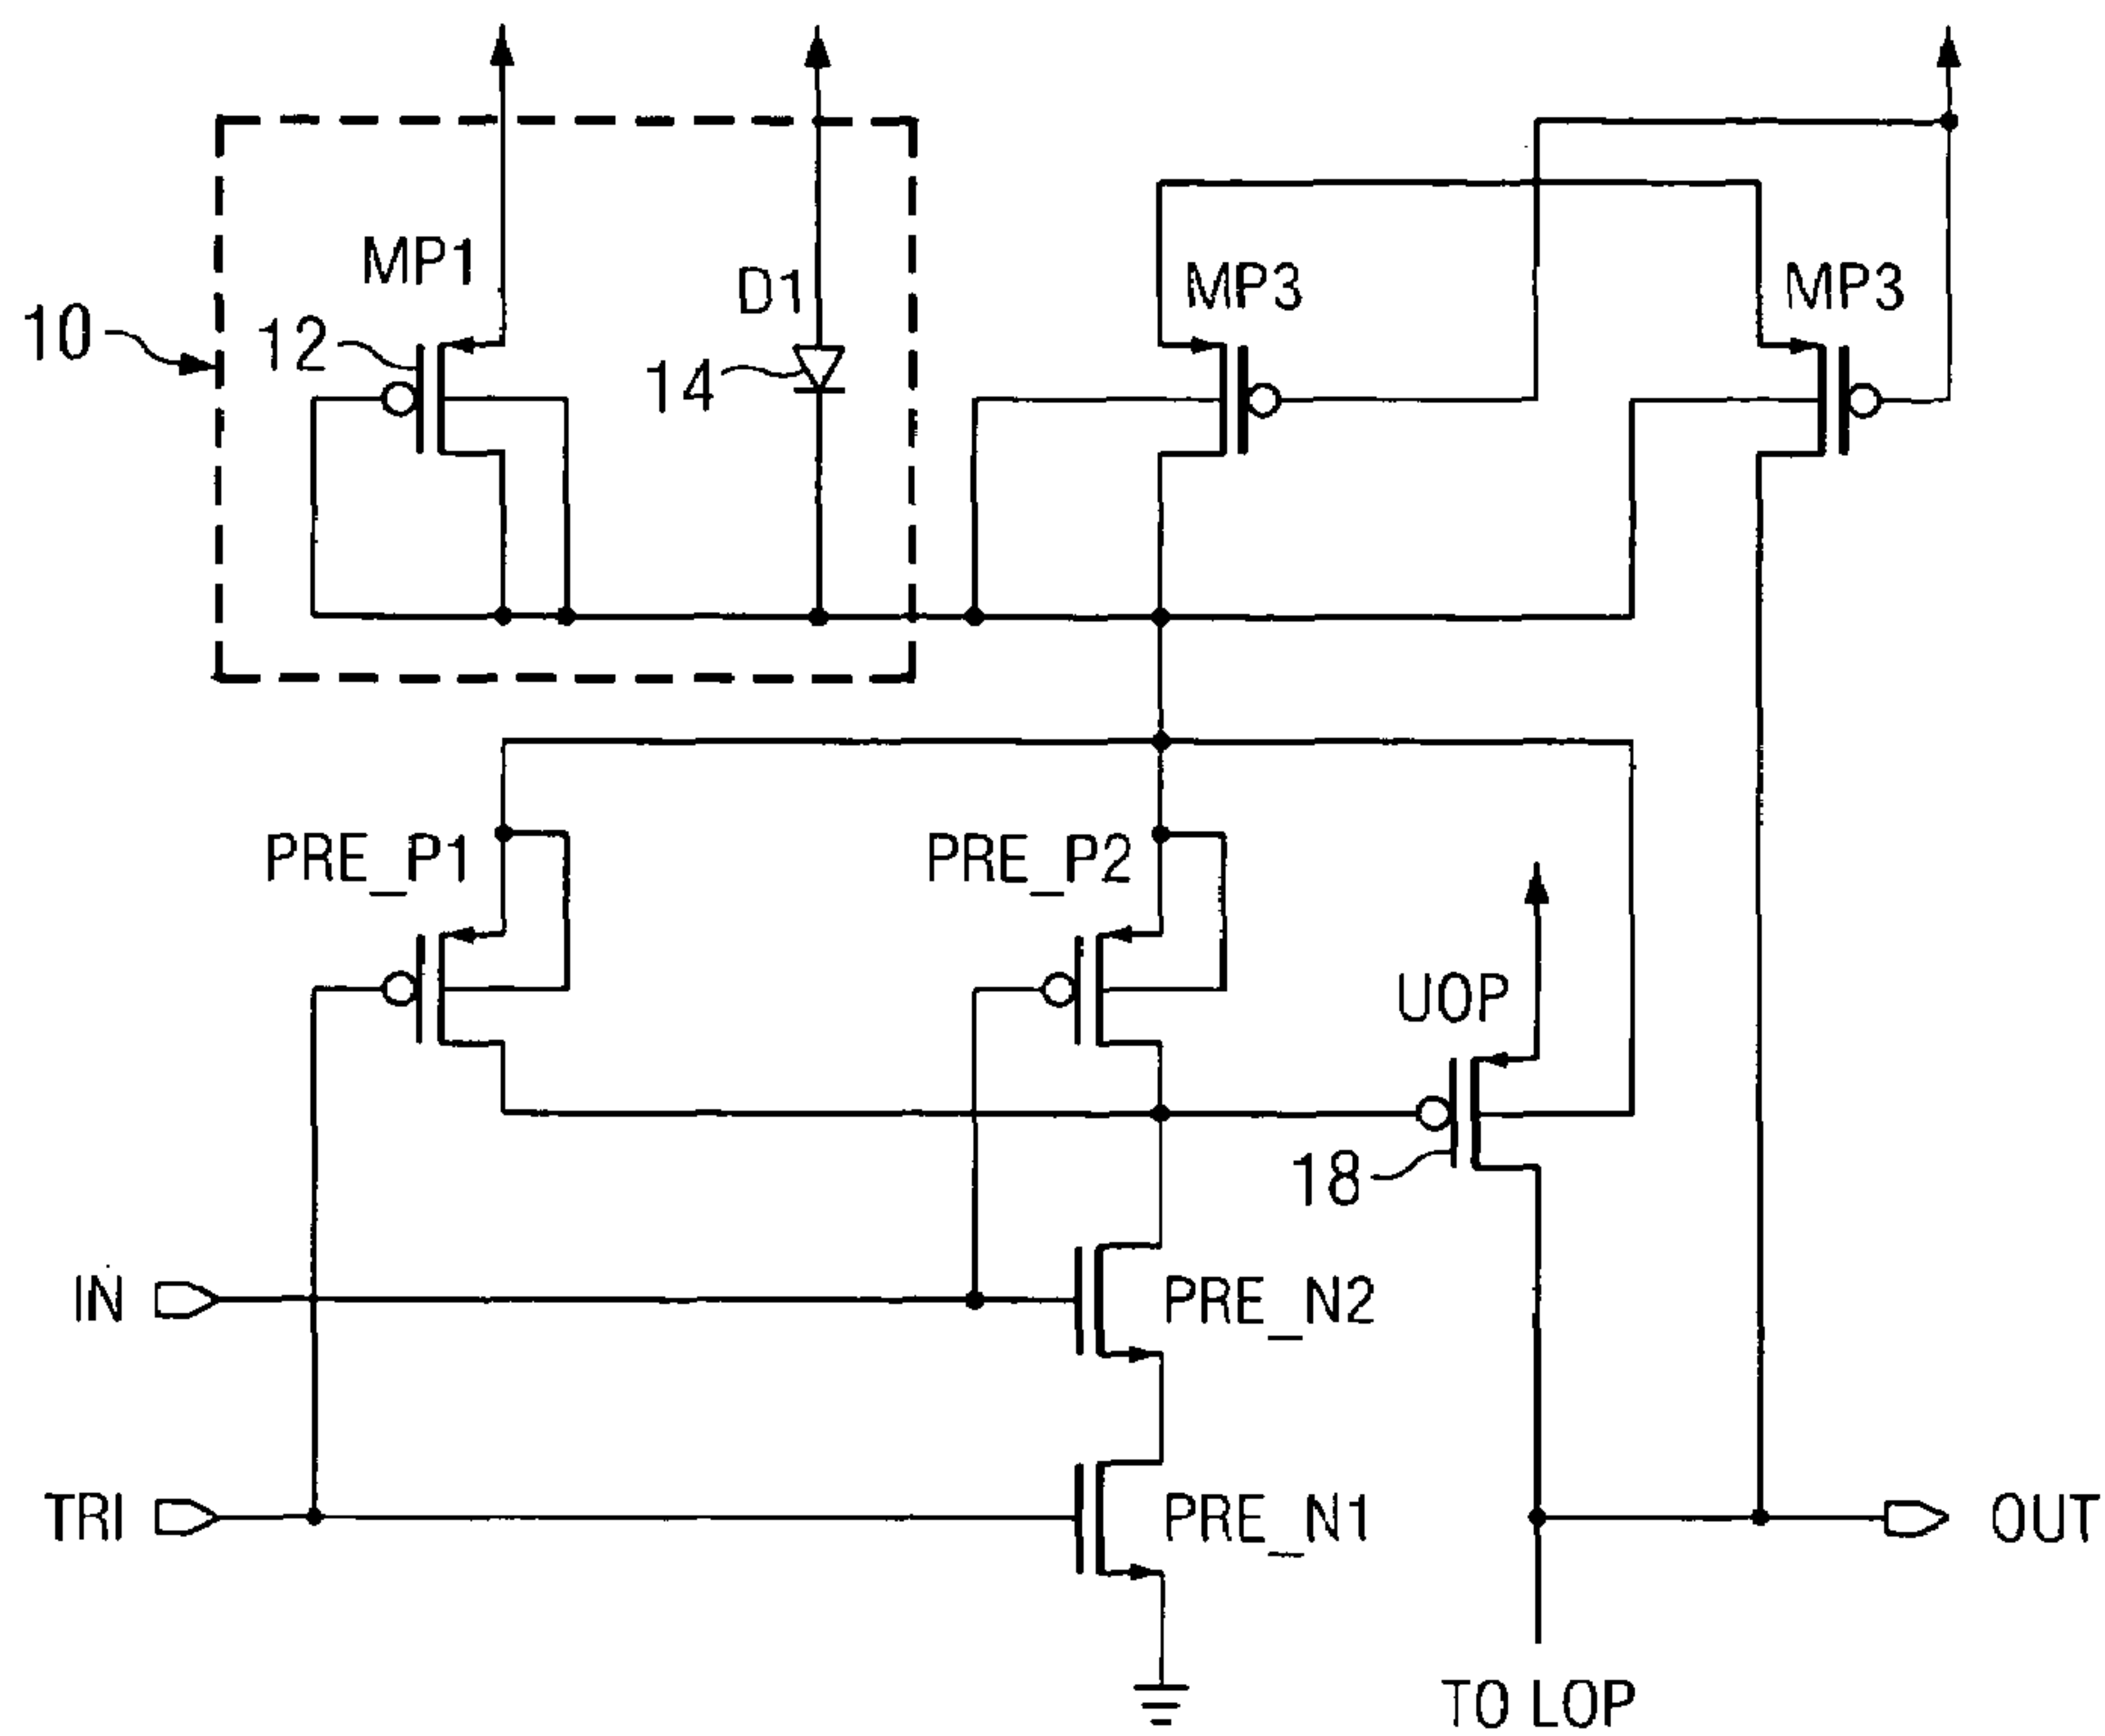 MP1
D1
MP3
MP3
10
12
14
PRE_P1
PRE_P2
UOP
18
IN
PRE_N2
TRI
PRE_N1
OUT
TO LOP